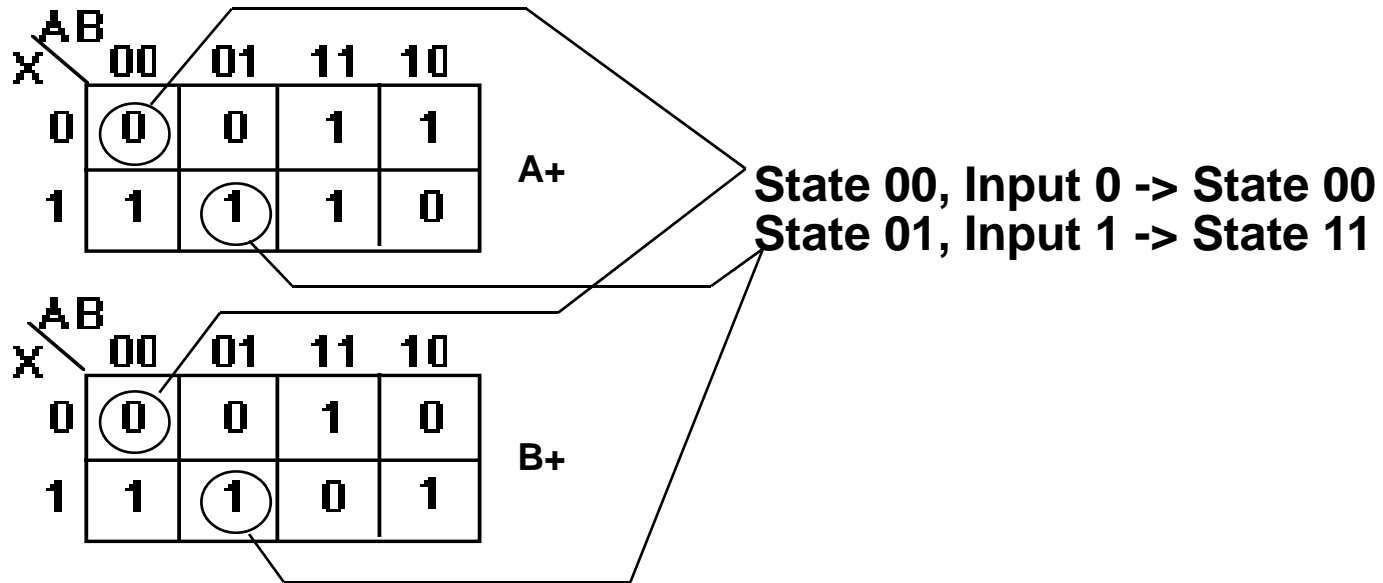 AB
X 00 01 11 10
0 0 0 1 1
A+
1 1 1 1 0
State 00, Input 0 -> State 00
State 01, Input 1 -> State 11
AB
X 00 01 11 10
0 0 0 1 0
B+
1 1 1 0 1